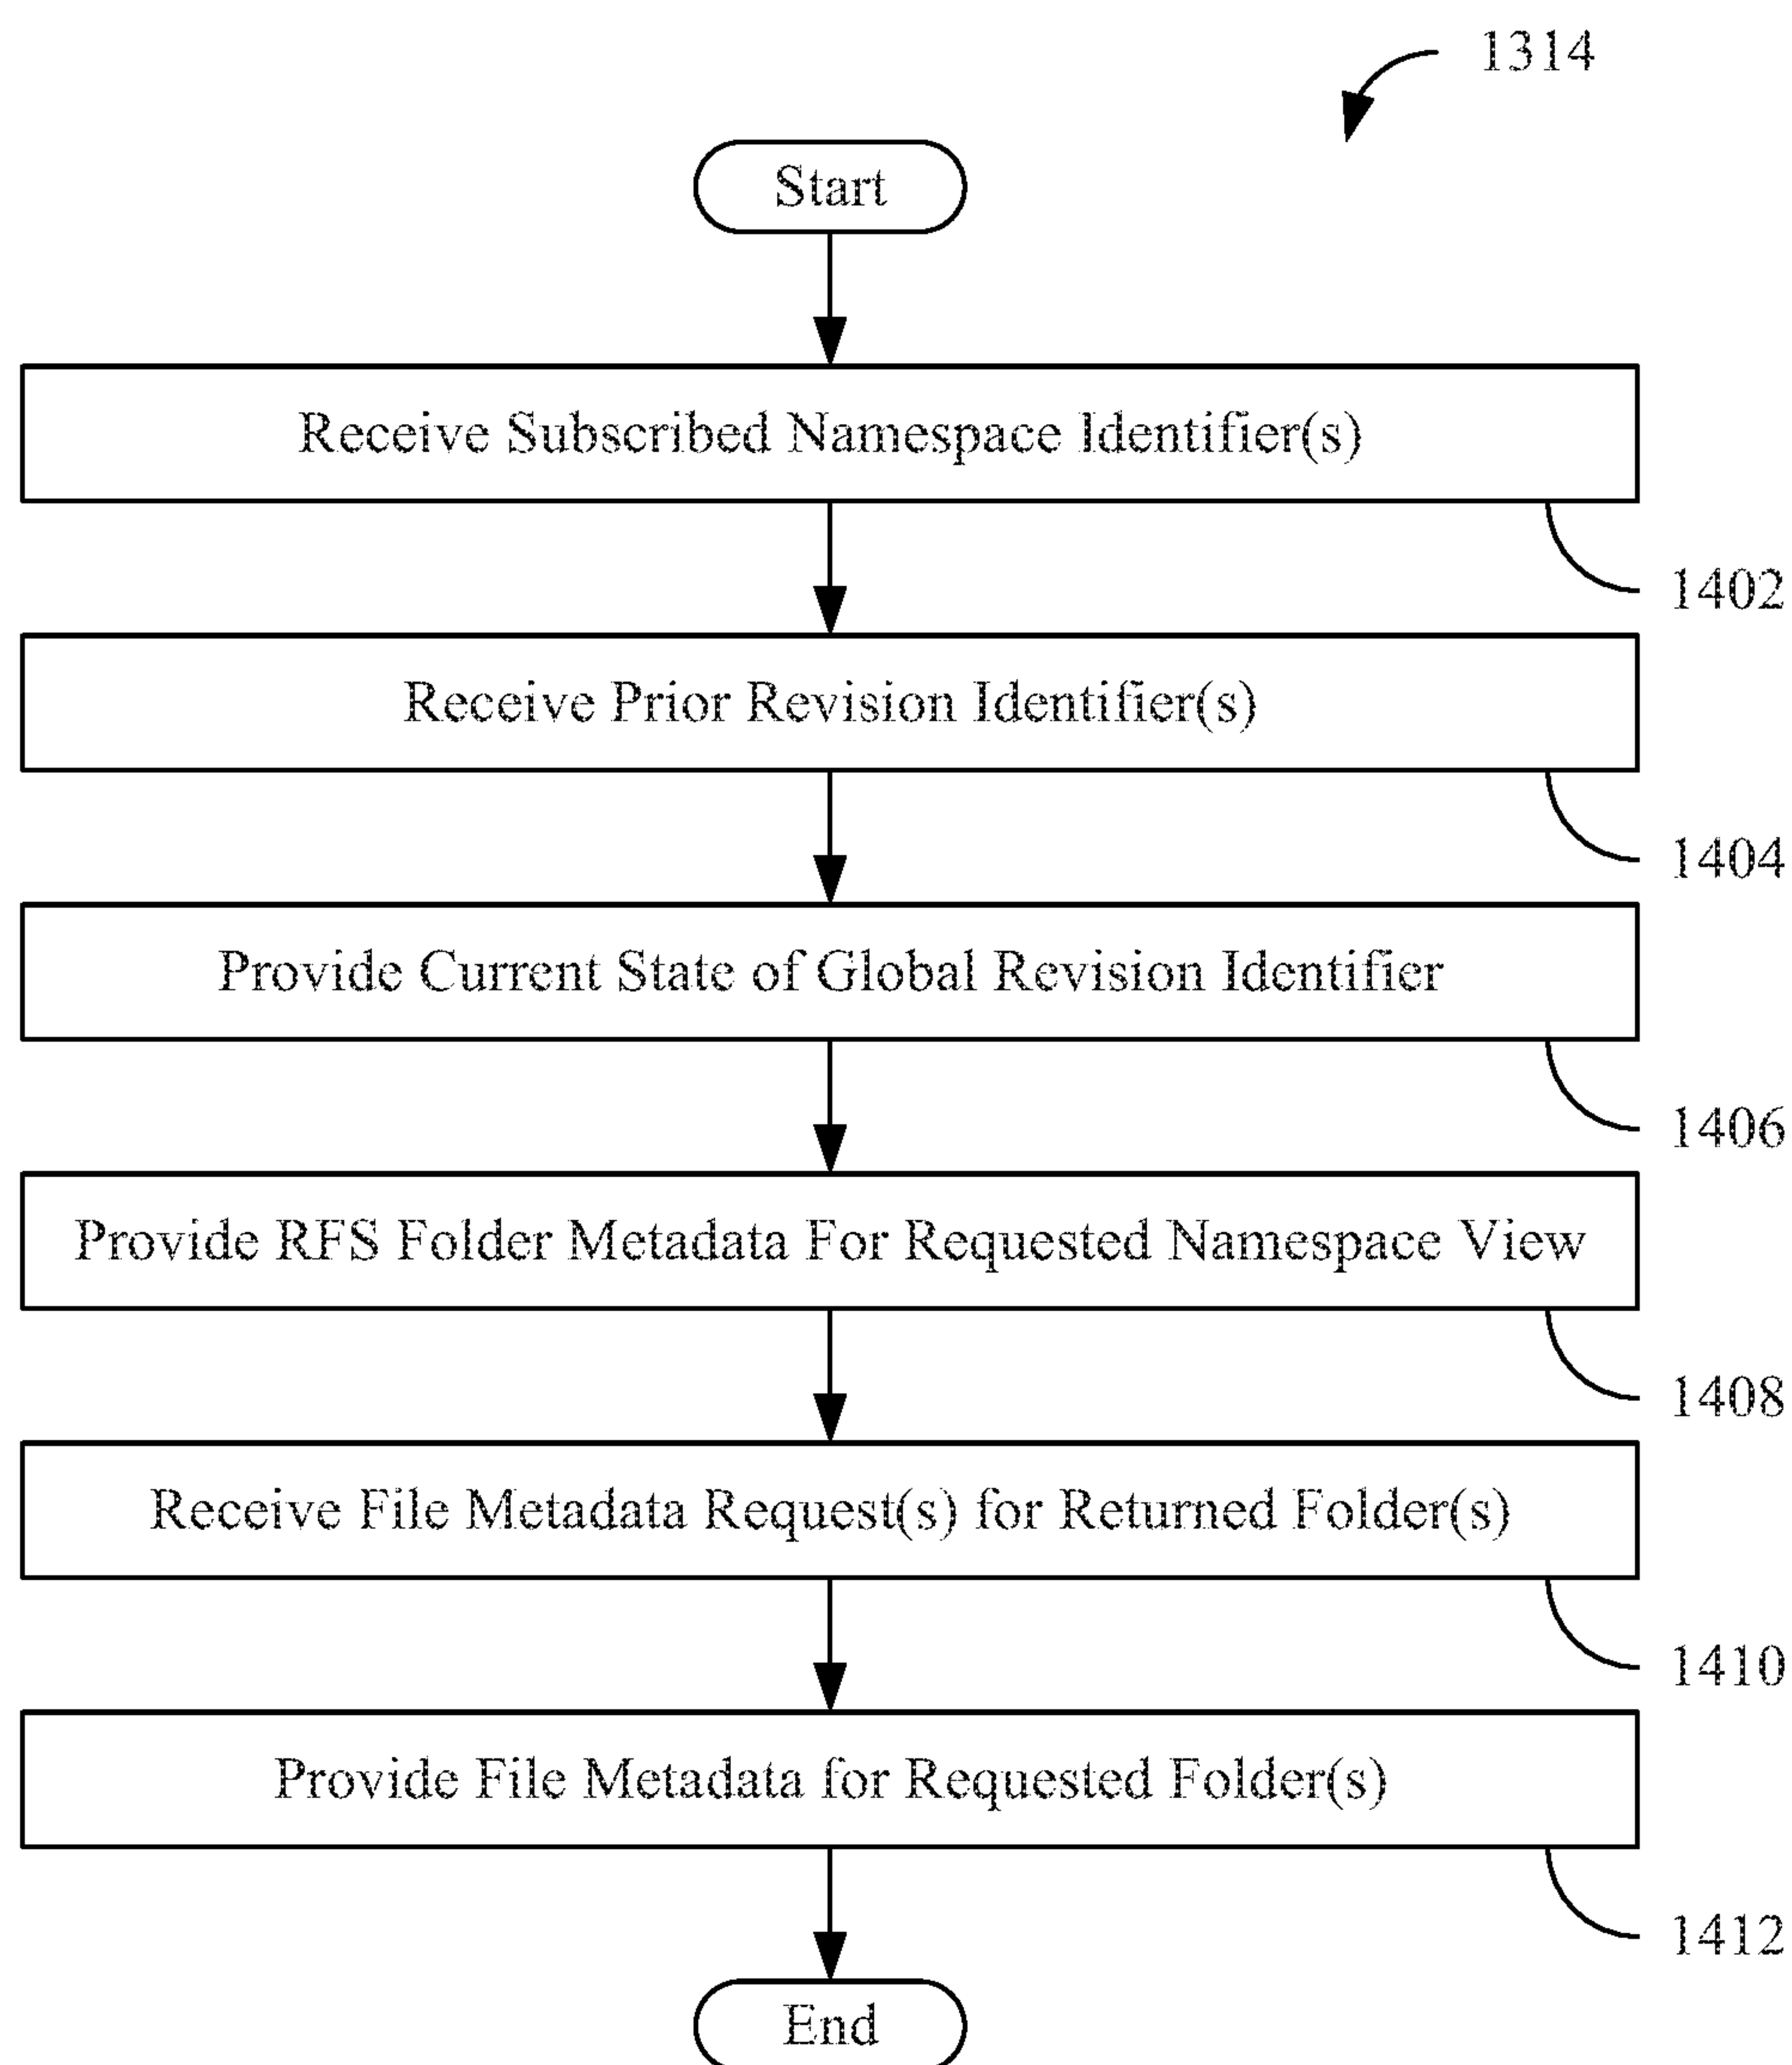 1314
Start
Receive Subscribed Namespace Identifier(s)
1402
Receive Prior Revision Identifier(s)
1404
Provide Current State of Global Revision Identifier
1406
Provide RFS Folder Metadata For Requested Namespace View
1408
Receive File Metadata Request(s) for Returned Folder(s)
1410
Provide File Metadata for Requested Folder(s)
1412
End